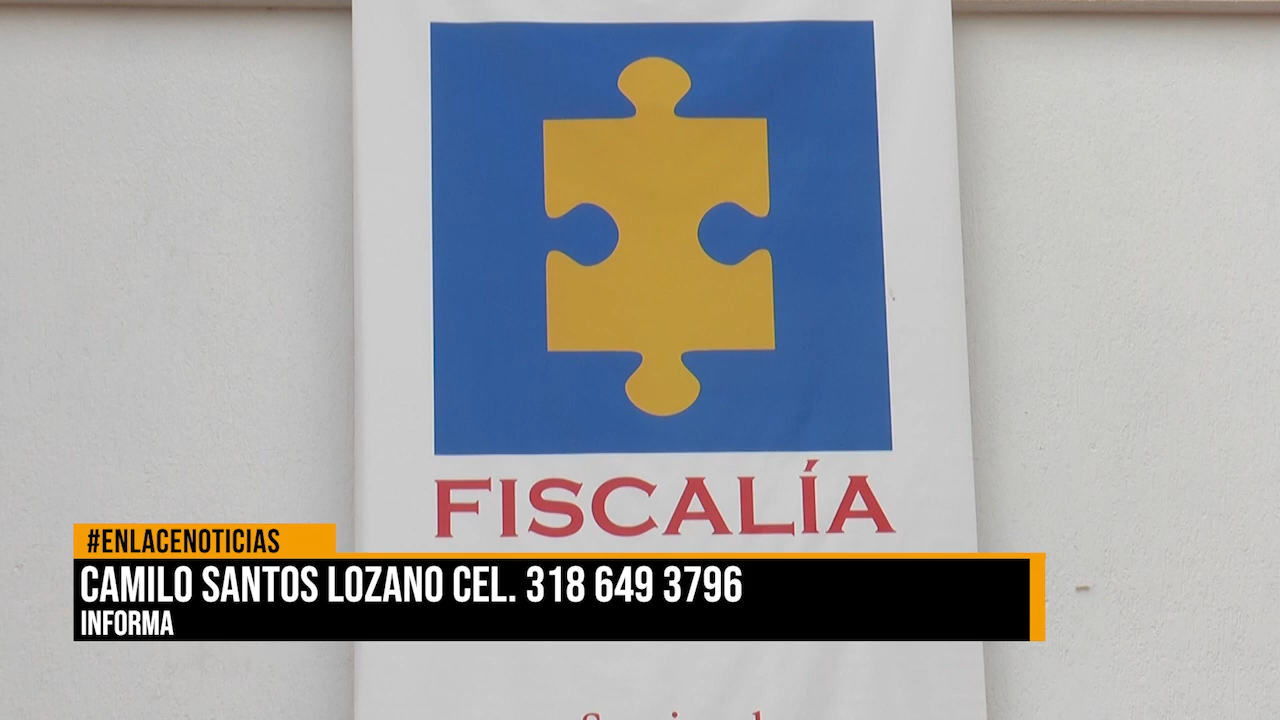 FISCALÍA
#ENLACENOTICIAS
CAMILO SANTOS LOZANO CEL. 318 649 3796
INFORMA